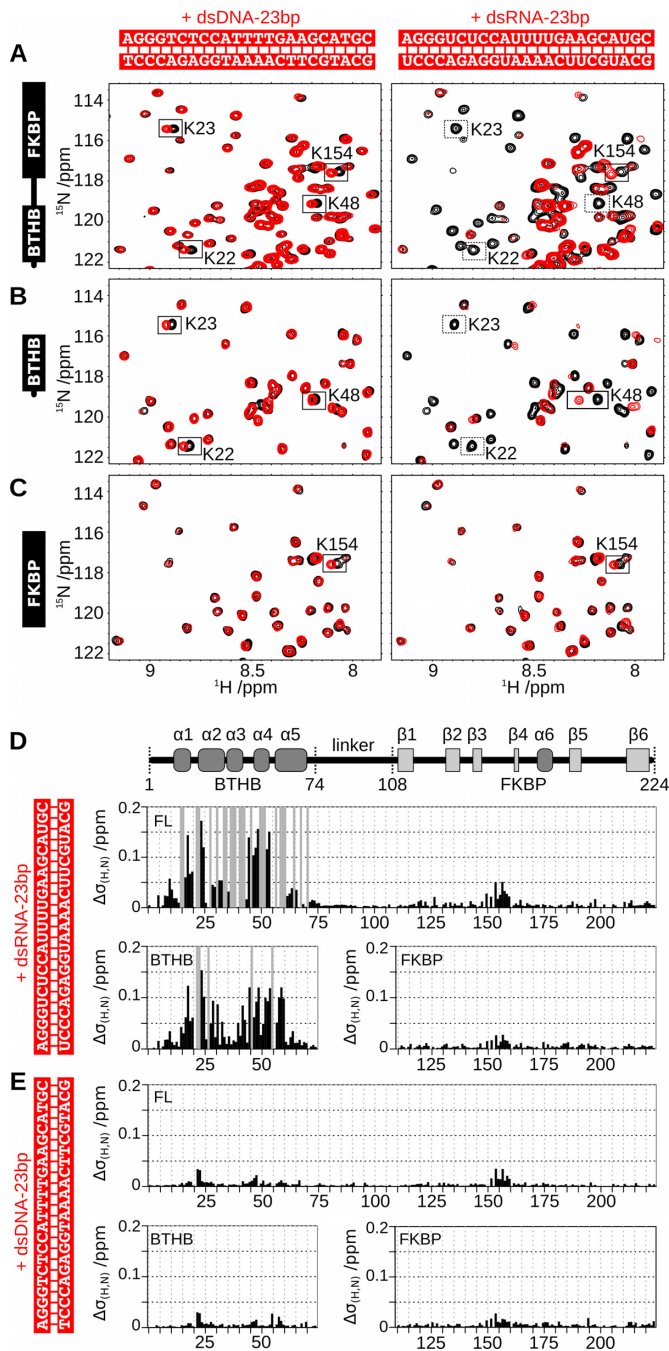 + dsDNA-23bp
+ dsRNA-23bp
AGGGTCTCCATTTTGAAGCATGC
TCCCAGAGGTAAAACTTCGTACG
AGGGUCUCCAUUUUGAAGCAUGC
UCCCAGAGGUAAAACUUCGUACG
A
FKBP
BTHB
15N /ppm
114
116
118
120
122
K23
K154
K48
K22
K23
K154
K48
K22
B
BTHB
15N /ppm
114
116
118
120
122
K23
K48
K22
K23
K48
K22
C
FKBP
15N /ppm
114
116
118
120
122
K154
K154
9 8.5 8
1H /ppm
9 8.5 8
1H /ppm
D
α1 α2 α3 α4 α5 linker β1 β2 β3 β4 α6 β5 β6
1 BTHB 74 108 FKBP 224
+ dsRNA-23bp
AGGGUCUCCAUUUUGAAGCAUGC
UCCCAGAGGUAAAACUUCGUACG
Δσ(H,N) /ppm
0.2
0.1
0
FL
25 50 75 100 125 150 175 200
Δσ(H,N) /ppm
0.2
0.1
0
BTHB
25 50
Δσ(H,N) /ppm
0.2
0.1
0
FKBP
125 150 175 200
E
+ dsDNA-23bp
AGGGTCTCCATTTTGAAGCATGC
TCCCAGAGGTAAAACTTCGTACG
Δσ(H,N) /ppm
0.2
0.1
0
FL
25 50 75 100 125 150 175 200
Δσ(H,N) /ppm
0.2
0.1
0
BTHB
25 50
Δσ(H,N) /ppm
0.2
0.1
0
FKBP
125 150 175 200